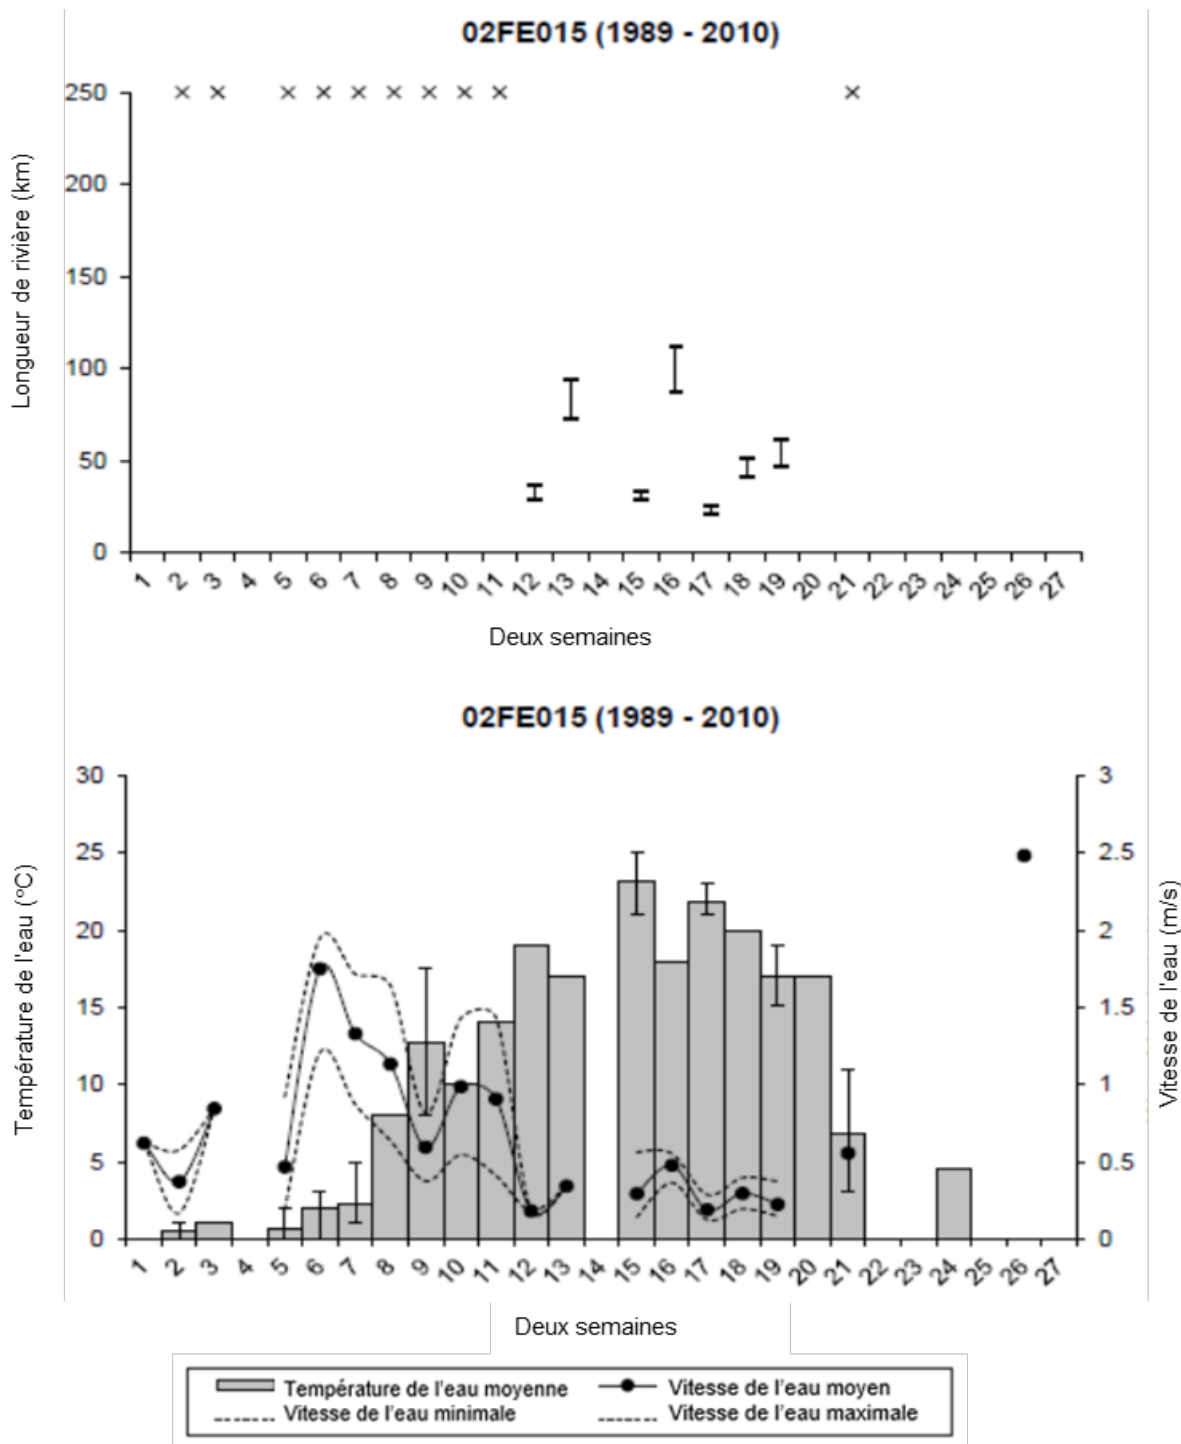 02FE015 (1989 - 2010)
Longueur de rivière (km)
250
200
150
100
50
0
1 2 3 4 5 6 7 8 9 10 11 12 13 14 15 16 17 18 19 20 21 22 23 24 25 26 27
Deux semaines
02FE015 (1989 - 2010)
Température de l'eau (°C)
30
25
20
15
10
5
0
3
2.5
2
1.5
1
0.5
0
Vitesse de l'eau (m/s)
1 2 3 4 5 6 7 8 9 10 11 12 13 14 15 16 17 18 19 20 21 22 23 24 25 26 27
Deux semaines
Température de l'eau moyenne Vitesse de l'eau moyen
Vitesse de l'eau minimale Vitesse de l'eau maximale